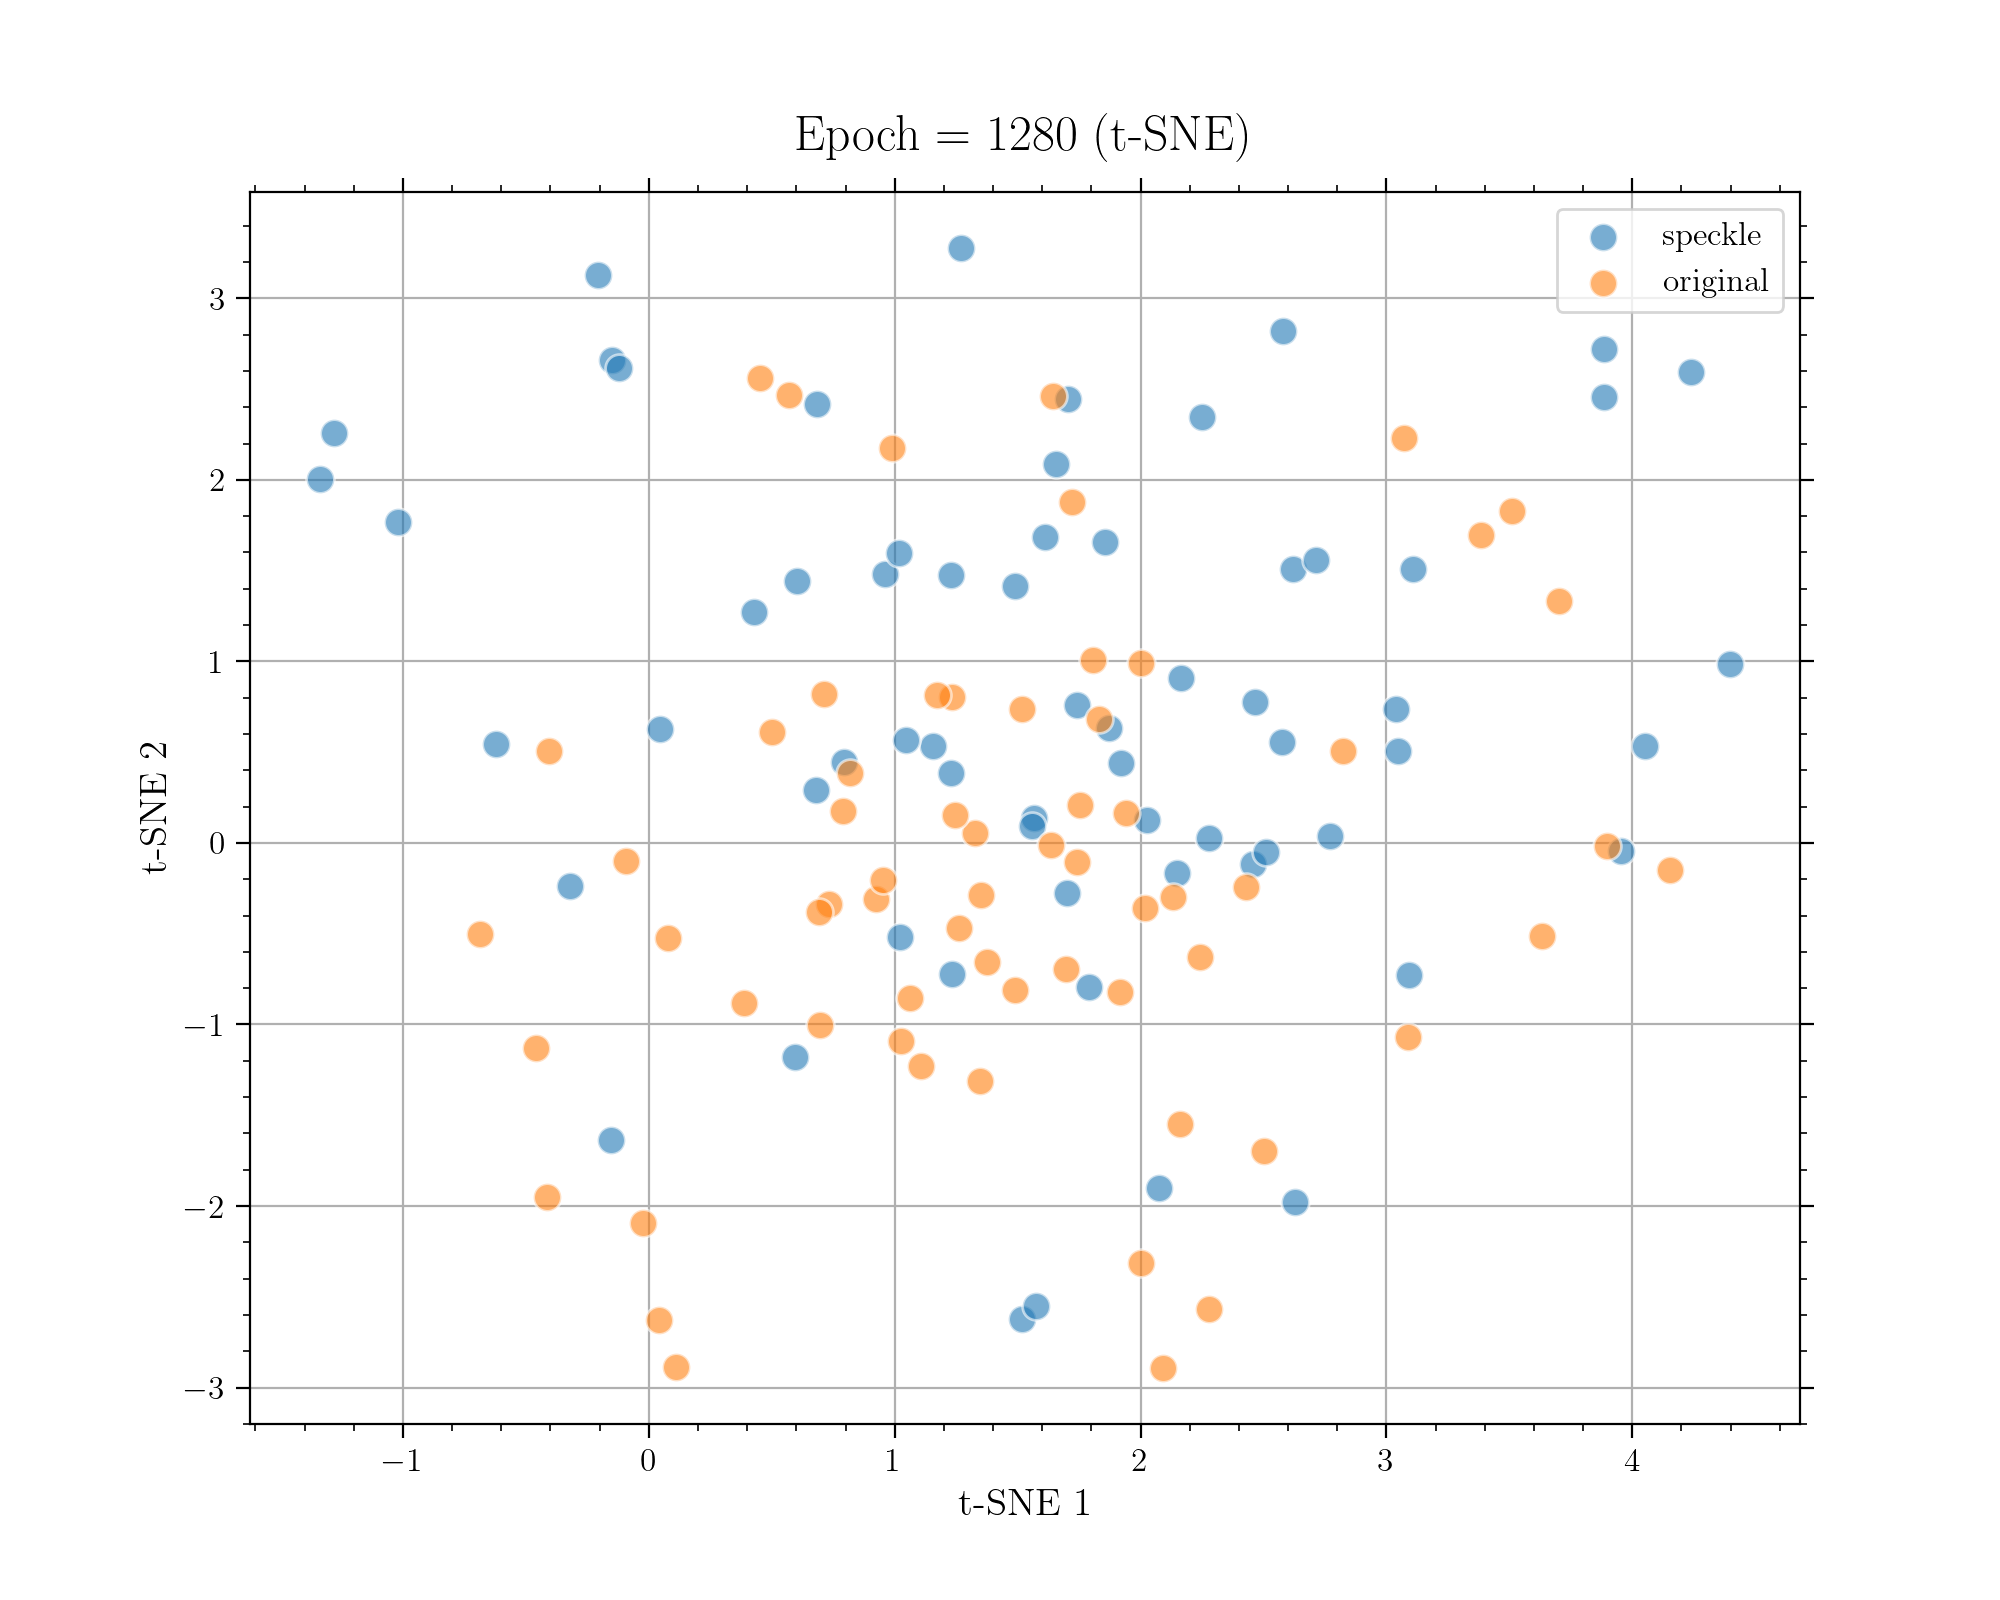 Epoch = 1280 (t-SNE)
speckle
original
3
2
1
0
−1
−2
−3
t-SNE 2
−1 0 1 2 3 4
t-SNE 1